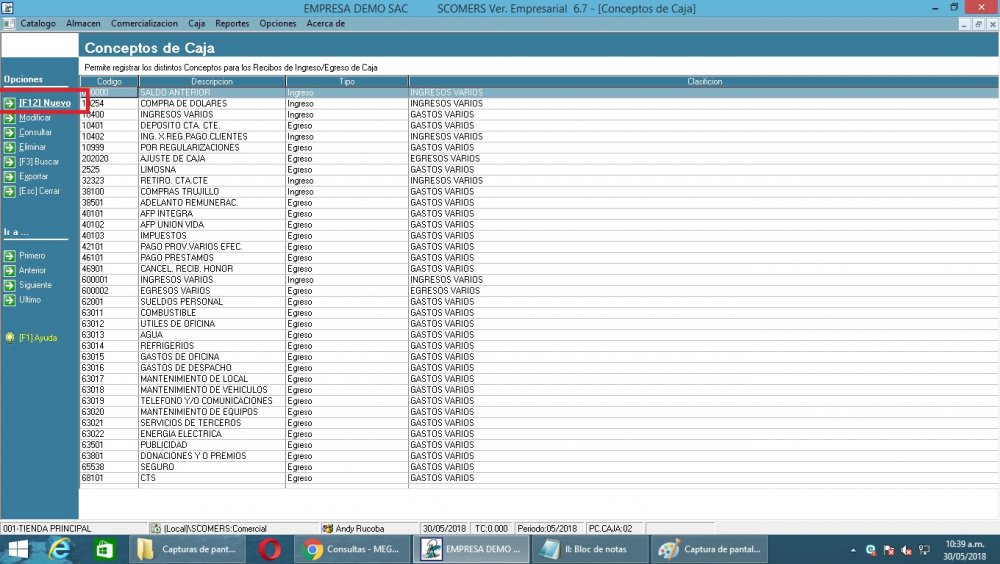 EMPRESA DEMO SAC SCOMERS Ver. Empresarial 6.7 - [Conceptos de Caja]
Catalogo Almacen Comercializacion Caja Reportes Opciones Acerca de
Conceptos de Caja
Permite registrar los distintos Conceptos para los Recibos de Ingreso/Egreso de Caja
Opciones
[F12] Nuevo
Modificar
Consultar
Eliminar
[F3] Buscar
Exportar
[Esc] Cerrar
Ir a ...
Primero
Anterior
Siguiente
Ultimo
[F1] Ayuda
Codigo Descripcion Tipo Clasificion
SALDO ANTERIOR Ingreso INGRESOS VARIOS
10254 COMPRA DE DOLARES Ingreso INGRESOS VARIOS
10400 INGRESOS VARIOS Ingreso GASTOS VARIOS
10401 DEPOSITO CTA. CTE. Egreso GASTOS VARIOS
10402 ING. X REG.PAGO.CLIENTES Ingreso INGRESOS VARIOS
10999 POR REGULARIZACIONES Egreso GASTOS VARIOS
202020 AJUSTE DE CAJA Egreso EGRESOS VARIOS
2525 LIMOSNA Egreso GASTOS VARIOS
32323 RETIRO. CTA.CTE Ingreso INGRESOS VARIOS
38100 COMPRAS TRUJILLO Egreso GASTOS VARIOS
38501 ADELANTO REMUNERAC. Egreso GASTOS VARIOS
40101 AFP INTEGRA Egreso GASTOS VARIOS
40102 AFP UNION VIDA Egreso GASTOS VARIOS
40103 IMPUESTOS Egreso GASTOS VARIOS
42101 PAGO PROV.VARIOS EFEC. Egreso GASTOS VARIOS
46101 PAGO PRESTAMOS Egreso GASTOS VARIOS
46901 CANCEL. RECIB. HONOR Egreso GASTOS VARIOS
600001 INGRESOS VARIOS Ingreso INGRESOS VARIOS
600002 EGRESOS VARIOS Egreso EGRESOS VARIOS
62001 SUELDOS PERSONAL Egreso GASTOS VARIOS
63011 COMBUSTIBLE Egreso GASTOS VARIOS
63012 UTILES DE OFICINA Egreso GASTOS VARIOS
63013 AGUA Egreso GASTOS VARIOS
63014 REFRIGERIOS Egreso GASTOS VARIOS
63015 GASTOS DE OFICINA Egreso GASTOS VARIOS
63016 GASTOS DE DESPACHO Egreso GASTOS VARIOS
63017 MANTENIMIENTO DE LOCAL Egreso GASTOS VARIOS
63018 MANTENIMIENTO DE VEHICULOS Egreso GASTOS VARIOS
63019 TELEFONO Y/O COMUNICACIONES Egreso GASTOS VARIOS
63020 MANTENIMIENTO DE EQUIPOS Egreso GASTOS VARIOS
63021 SERVICIOS DE TERCEROS Egreso GASTOS VARIOS
63022 ENERGIA ELECTRICA Egreso GASTOS VARIOS
63501 PUBLICIDAD Egreso GASTOS VARIOS
63801 DONACIONES Y O PREMIOS Egreso GASTOS VARIOS
65538 SEGURO Egreso GASTOS VARIOS
68101 CTS Egreso GASTOS VARIOS
001-TIENDA PRINCIPAL (Local)\SCOMERS:Comercial Andy Rucoba 30/05/2018 TC:0.000 Periodo:05/2018 PC.CAJA:02
Capturas de pant... Consultas - MEG... EMPRESA DEMO ... II: Bloc de notas Captura de pantal...
10:39 a.m.
30/05/2018